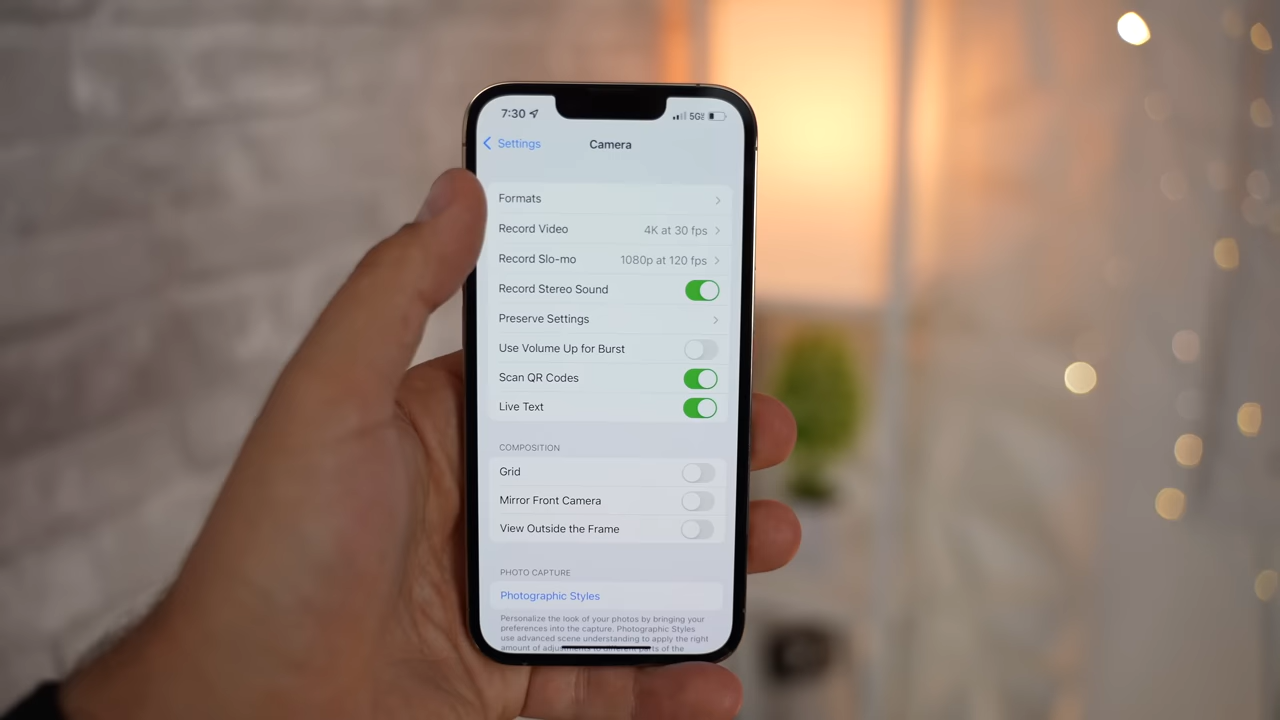 7:30
5G
Settings
Camera
Formats
Record Video 4K at 30 fps
Record Slo-mo 1080p at 120 fps
Record Stereo Sound
Preserve Settings
Use Volume Up for Burst
Scan QR Codes
Live Text
COMPOSITION
Grid
Mirror Front Camera
View Outside the Frame
PHOTO CAPTURE
Photographic Styles
Personalize the look of your photos by bringing your
preferences into the capture. Photographic Styles
use advanced scene understanding to apply the right
amount of adjustments to different parts of the